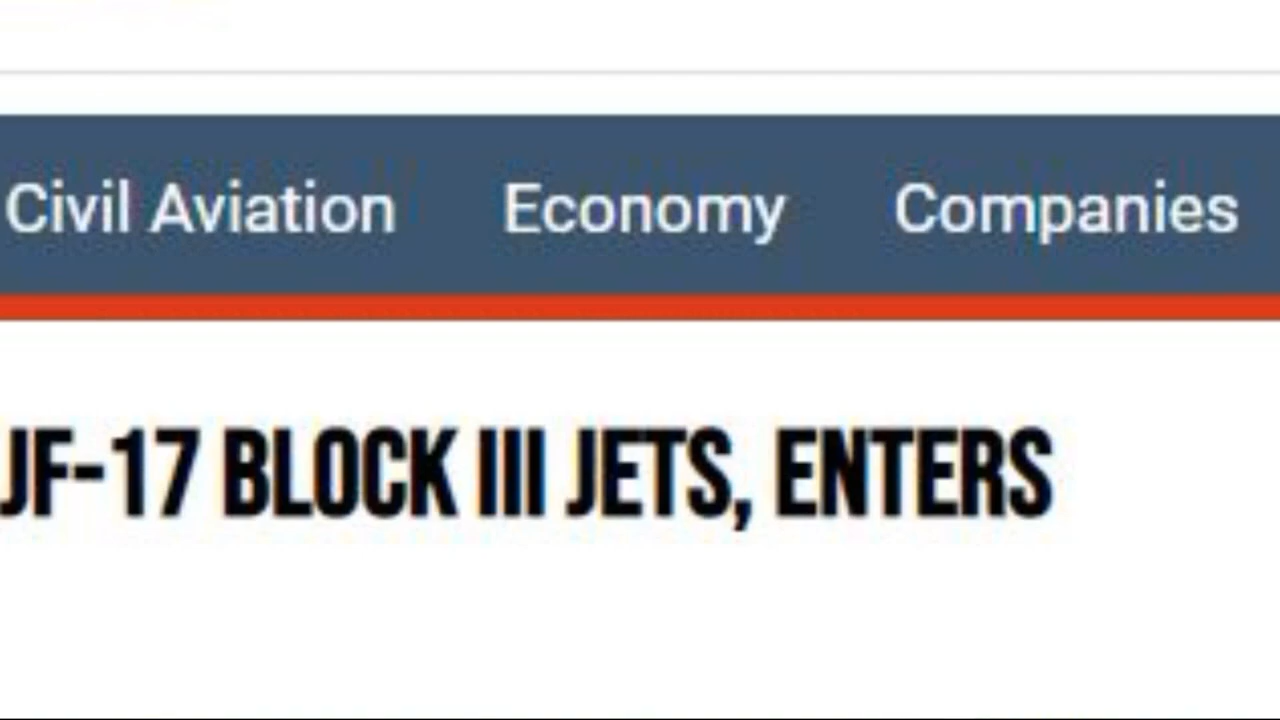 Civil Aviation Economy Companies
JF-17 BLOCK III JETS, ENTERS